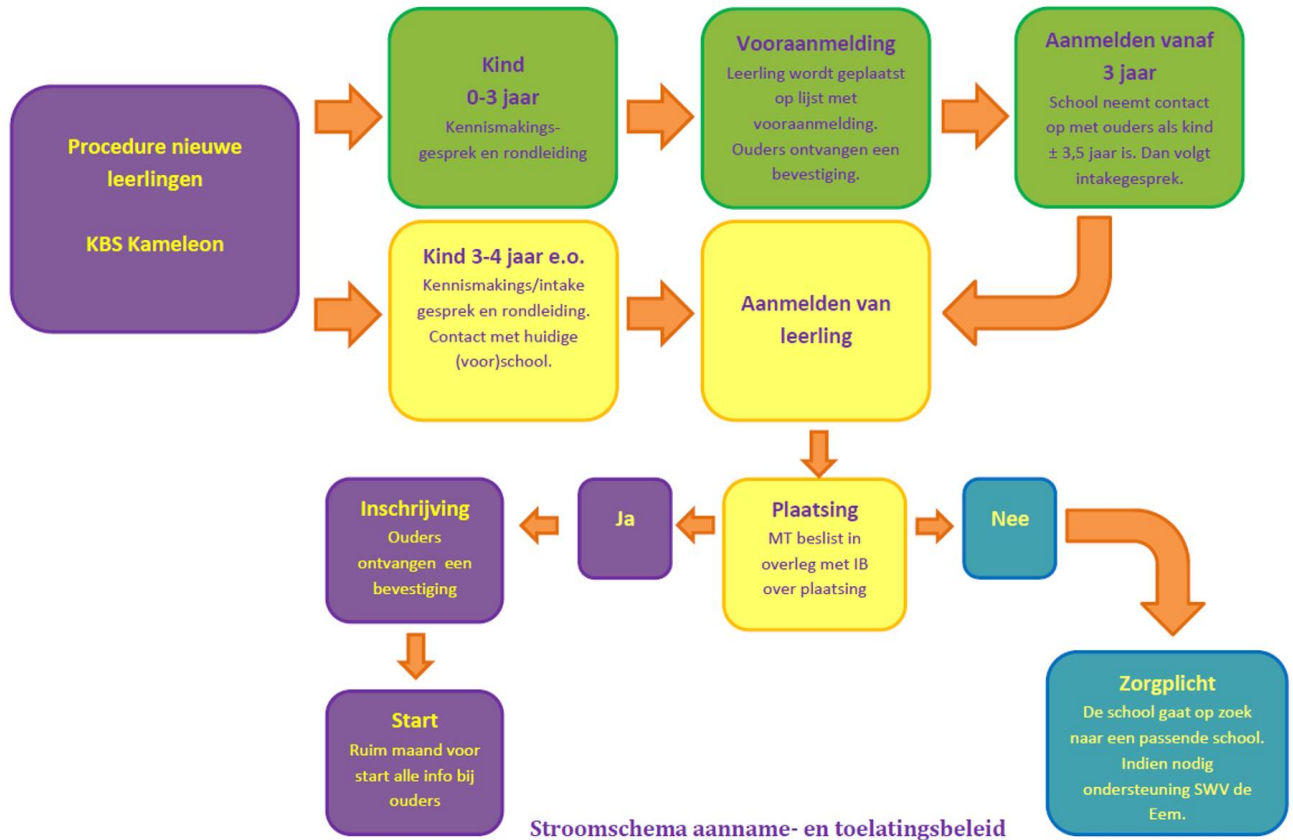 Procedure nieuwe
leerlingen
KBS Kameleon
Kind
0-3 jaar
Kennismakings-
gesprek en rondleiding
Vooraanmelding
Leerling wordt geplaatst
op lijst met
vooraanmelding.
Ouders ontvangen een
bevestiging.
Aanmelden vanaf
3 jaar
School neemt contact
op met ouders als kind
± 3,5 jaar is. Dan volgt
intakegesprek.
Kind 3-4 jaar e.o.
Kennismakings/intake
gesprek en rondleiding.
Contact met huidige
(voor)school.
Aanmelden van
leerling
Inschrijving
Ouders
ontvangen een
bevestiging
Ja
Plaatsing
MT beslist in
overleg met IB
over plaatsing
Nee
Start
Ruim maand voor
start alle info bij
ouders
Zorgplicht
De school gaat op zoek
naar een passende school.
Indien nodig
ondersteuning SWV de
Eem.
Stroomschema aanname- en toelatingsbeleid